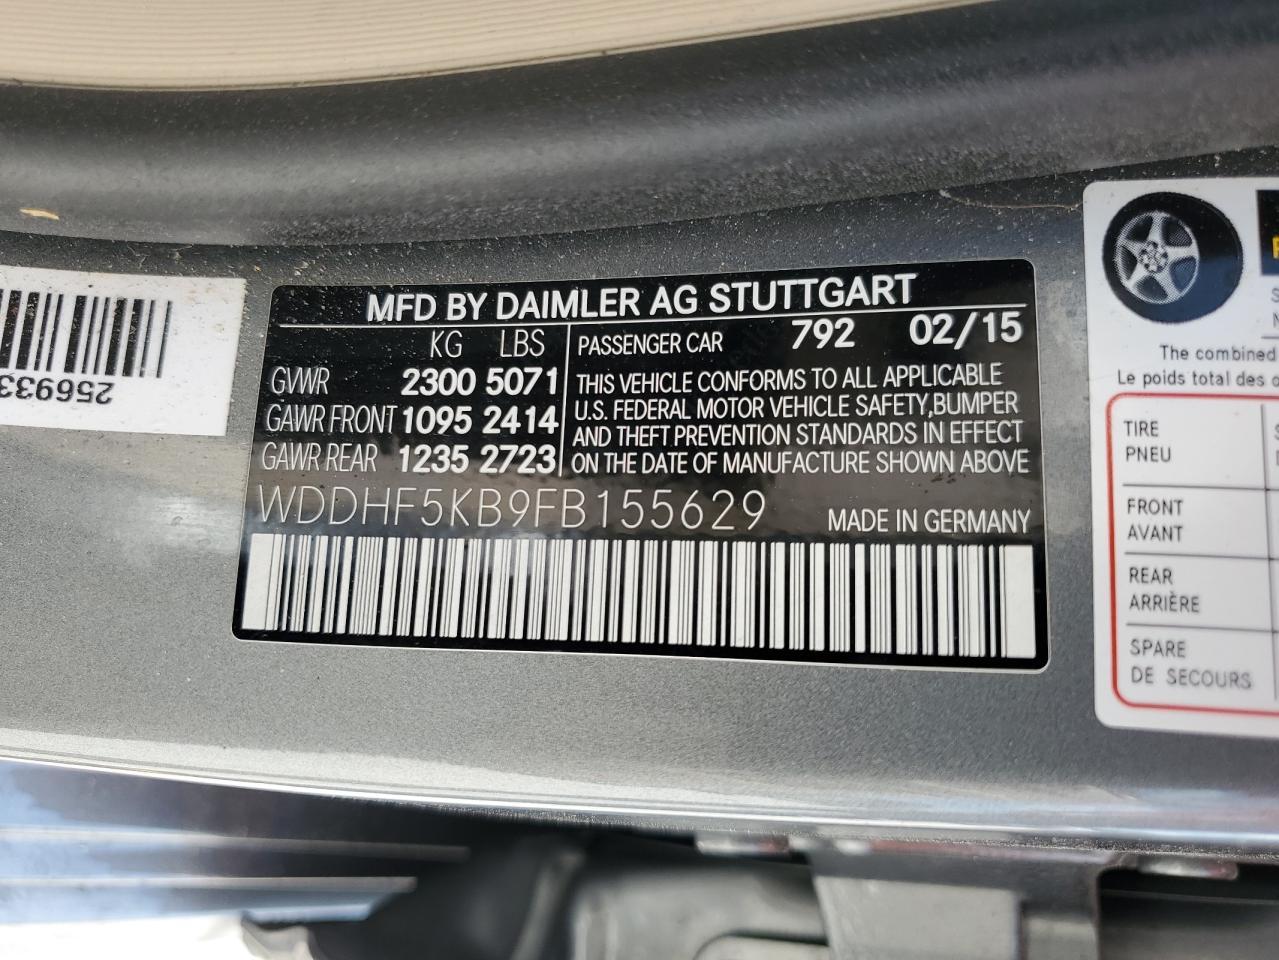 MFD BY DAIMLER AG STUTTGART
KG LBS
GVWR 2300 5071
GAWR FRONT 1095 2414
GAWR REAR 1235 2723
PASSENGER CAR 792 02/15
THIS VEHICLE CONFORMS TO ALL APPLICABLE
U.S. FEDERAL MOTOR VEHICLE SAFETY,BUMPER
AND THEFT PREVENTION STANDARDS IN EFFECT
ON THE DATE OF MANUFACTURE SHOWN ABOVE
WDDHF5KB9FB155629 MADE IN GERMANY
The combined
Le poids total des
TIRE
PNEU
FRONT
AVANT
REAR
ARRIÈRE
SPARE
DE SECOURS